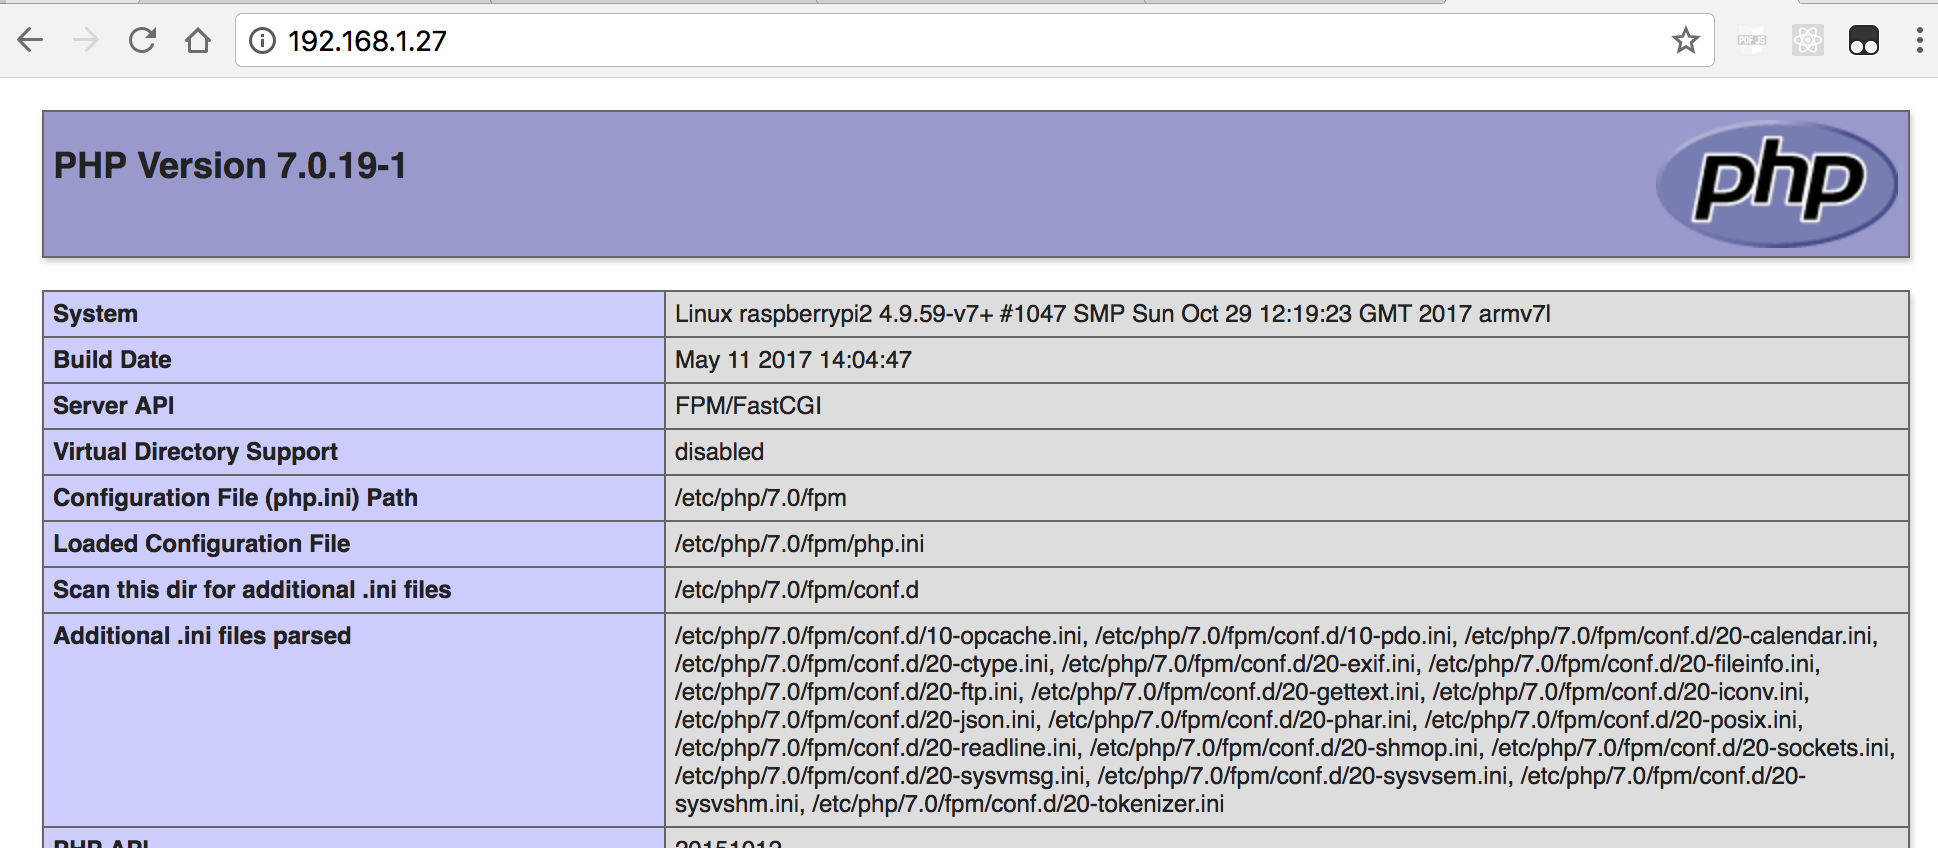 192.168.1.27
PDF JS
PHP Version 7.0.19-1
php
System Linux raspberrypi2 4.9.59-v7+ #1047 SMP Sun Oct 29 12:19:23 GMT 2017 armv7l
Build Date May 11 2017 14:04:47
Server API FPM/FastCGI
Virtual Directory Support disabled
Configuration File (php.ini) Path /etc/php/7.0/fpm
Loaded Configuration File /etc/php/7.0/fpm/php.ini
Scan this dir for additional .ini files /etc/php/7.0/fpm/conf.d
Additional .ini files parsed /etc/php/7.0/fpm/conf.d/10-opcache.ini, /etc/php/7.0/fpm/conf.d/10-pdo.ini, /etc/php/7.0/fpm/conf.d/20-calendar.ini,
/etc/php/7.0/fpm/conf.d/20-ctype.ini, /etc/php/7.0/fpm/conf.d/20-exif.ini, /etc/php/7.0/fpm/conf.d/20-fileinfo.ini,
/etc/php/7.0/fpm/conf.d/20-ftp.ini, /etc/php/7.0/fpm/conf.d/20-gettext.ini, /etc/php/7.0/fpm/conf.d/20-iconv.ini,
/etc/php/7.0/fpm/conf.d/20-json.ini, /etc/php/7.0/fpm/conf.d/20-phar.ini, /etc/php/7.0/fpm/conf.d/20-posix.ini,
/etc/php/7.0/fpm/conf.d/20-readline.ini, /etc/php/7.0/fpm/conf.d/20-shmop.ini, /etc/php/7.0/fpm/conf.d/20-sockets.ini,
/etc/php/7.0/fpm/conf.d/20-sysvmsg.ini, /etc/php/7.0/fpm/conf.d/20-sysvsem.ini, /etc/php/7.0/fpm/conf.d/20-
sysvshm.ini, /etc/php/7.0/fpm/conf.d/20-tokenizer.ini
PHP API 20151012